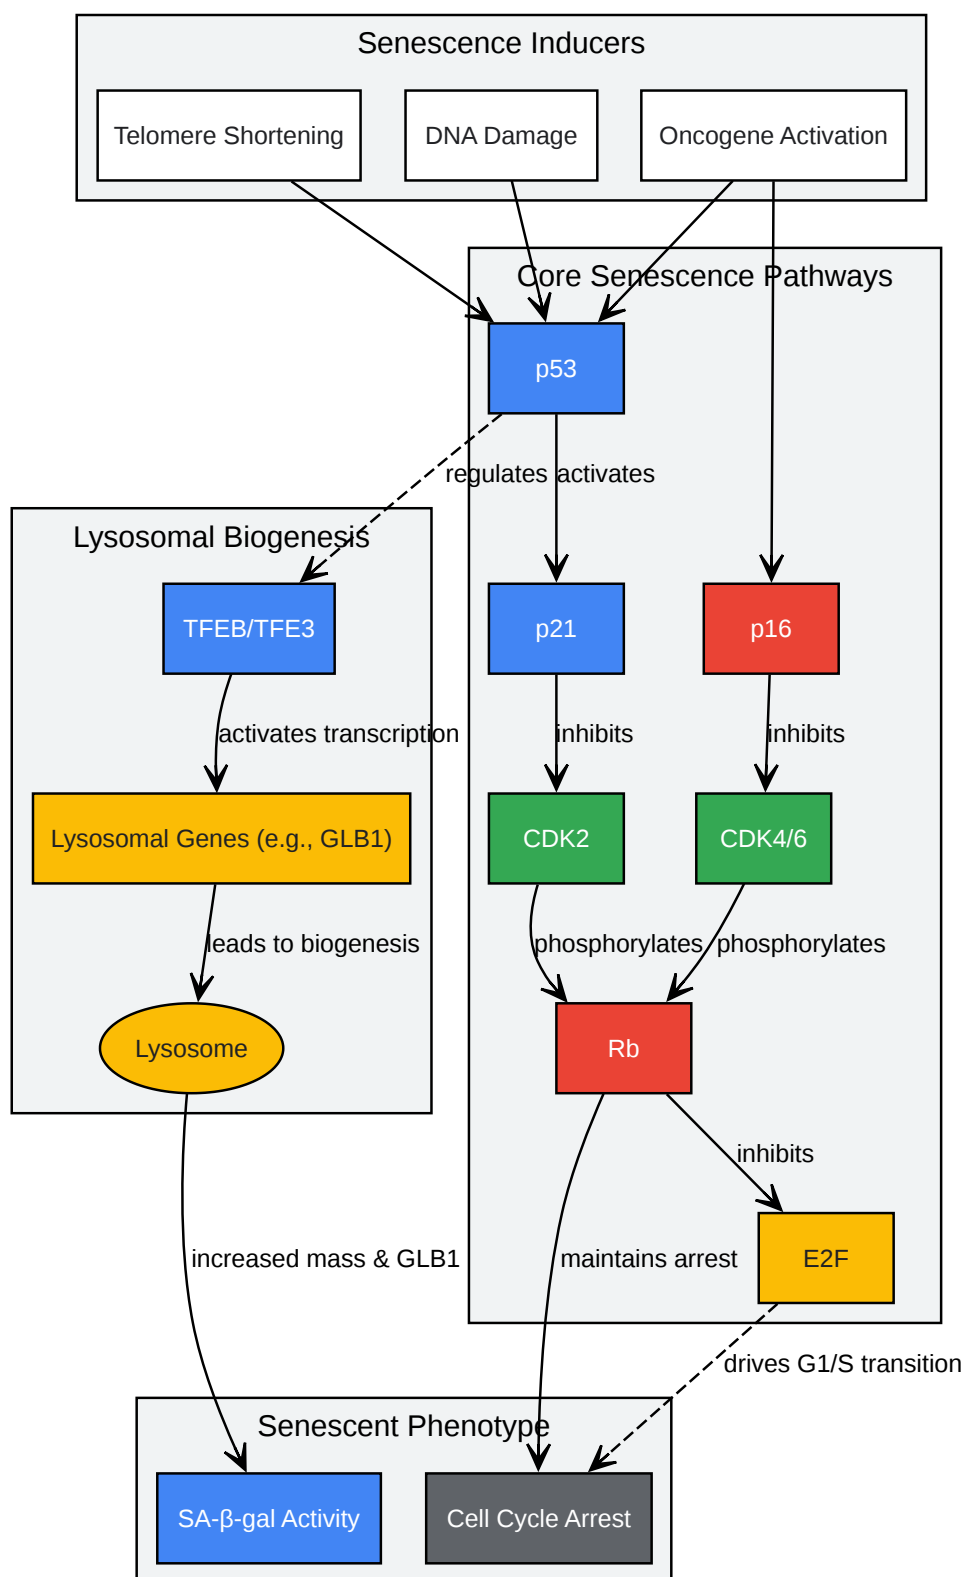 Senescence Inducers
Telomere Shortening
DNA Damage
Oncogene Activation
Core Senescence Pathways
p53
regulates
activates
Lysosomal Biogenesis
TFEB/TFE3
p21
p16
activates transcription
inhibits
inhibits
Lysosomal Genes (e.g., GLB1)
CDK2
CDK4/6
leads to biogenesis
phosphorylates
phosphorylates
Lysosome
Rb
inhibits
increased mass & GLB1
maintains arrest
E2F
drives G1/S transition
Senescent Phenotype
SA-β-gal Activity
Cell Cycle Arrest